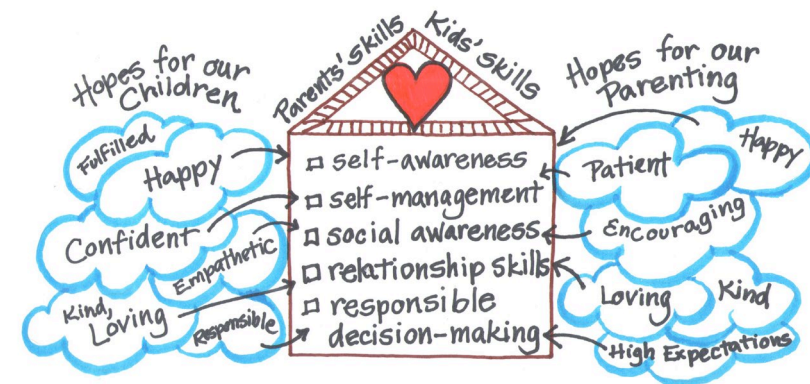 Hopes for our
Children
Fulfilled
Happy
Confident
Empathetic
Kind,
Loving
Responsible
Parents' skills
Kids' skills
self-awareness
self-management
social awareness
relationship skills
responsible
decision-making
Hopes for our
Parenting
Happy
Patient
Encouraging
Loving
Kind
High Expectations